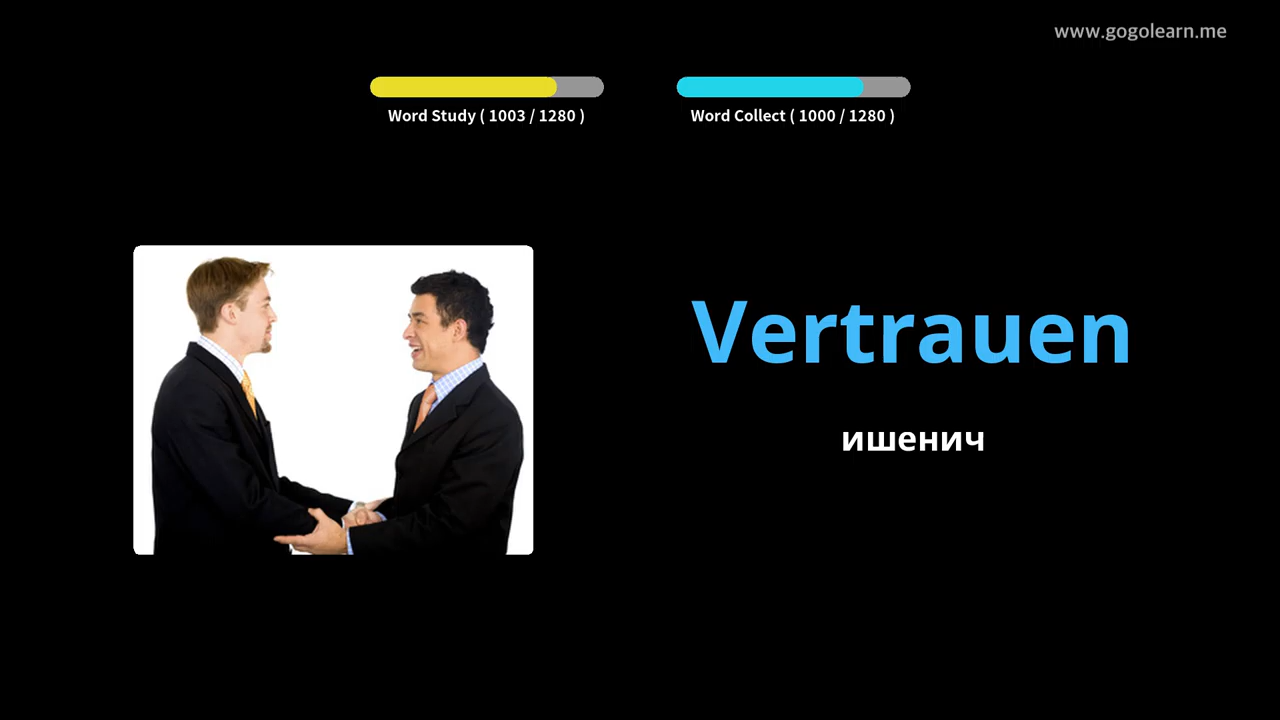 www.gogolearn.me
Word Study ( 1003 / 1280 )
Word Collect ( 1000 / 1280 )
Vertrauen
ишенич